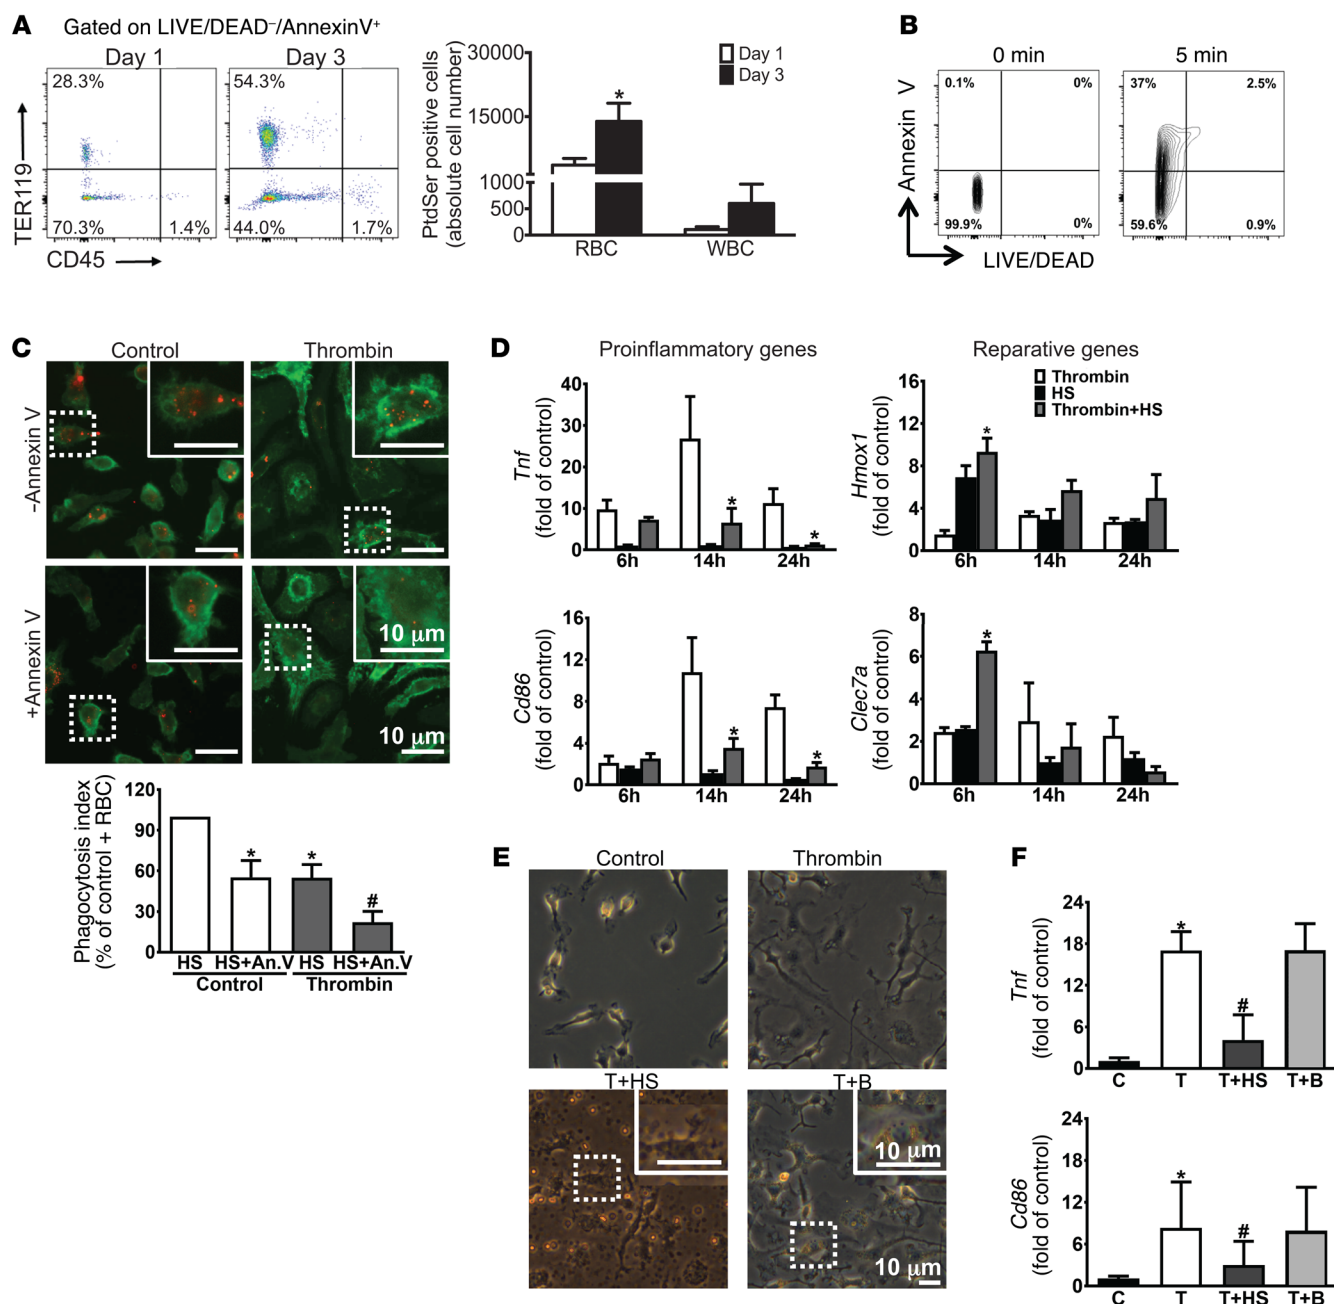 A
Gated on LIVE/DEAD⁻/AnnexinV⁺
Day 1
Day 3
28.3%
54.3%
70.3%
1.4%
44.0%
1.7%
TER119
CD45
PtdSer positive cells
(absolute cell number)
30000
15000
1000
500
0
Day 1
Day 3
*
RBC
WBC
B
0 min
5 min
0.1%
0%
37%
2.5%
99.9%
0%
59.6%
0.9%
Annexin V
LIVE/DEAD
C
Control
Thrombin
-Annexin V
+Annexin V
10 μm
10 μm
Phagocytosis index
(% of control + RBC)
120
90
60
30
0
*
*
#
HS
HS+An.V
HS
HS+An.V
Control
Thrombin
D
Proinflammatory genes
Reparative genes
Thrombin
HS
Thrombin+HS
Tnf
(fold of control)
40
30
20
10
0
*
*
6h
14h
24h
Hmox1
(fold of control)
16
12
8
4
0
*
6h
14h
24h
Cd86
(fold of control)
16
12
8
4
0
*
*
6h
14h
24h
Clec7a
(fold of control)
8
6
4
2
0
*
6h
14h
24h
E
Control
Thrombin
T+HS
T+B
10 μm
10 μm
F
Tnf
(fold of control)
24
18
12
6
0
*
#
C
T
T+HS
T+B
Cd86
(fold of control)
24
18
12
6
0
*
#
C
T
T+HS
T+B